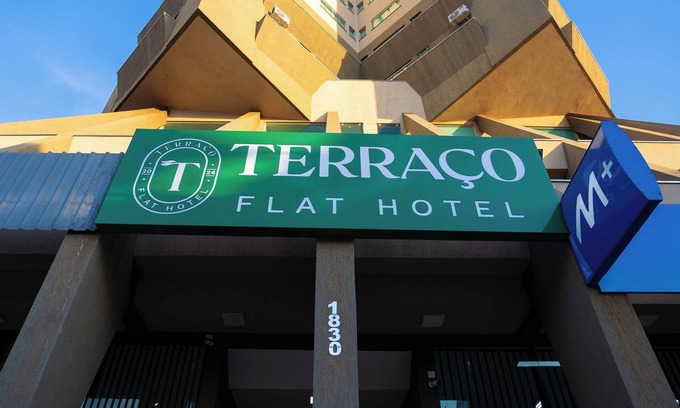 TERRAÇO
20 T 24
FLAT HOTEL
TERRAÇO
FLAT HOTEL
M+
1830